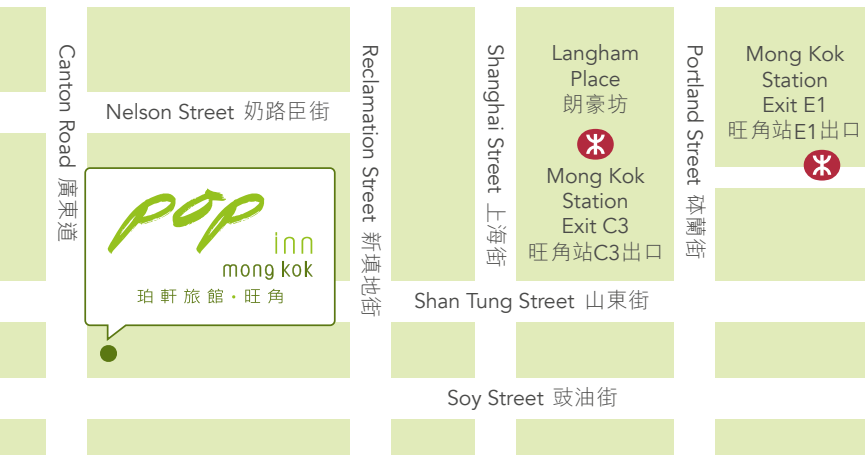 Canton Road 廣東道
Nelson Street 奶路臣街
Reclamation Street 新填地街
Shanghai Street 上海街
Langham
Place
朗豪坊
Mong Kok
Station
Exit C3
旺角站C3出口
Portland Street 砵蘭街
Mong Kok
Station
Exit E1
旺角站E1出口
pop
inn
mong kok
珀軒旅館·旺角
Shan Tung Street 山東街
Soy Street 豉油街